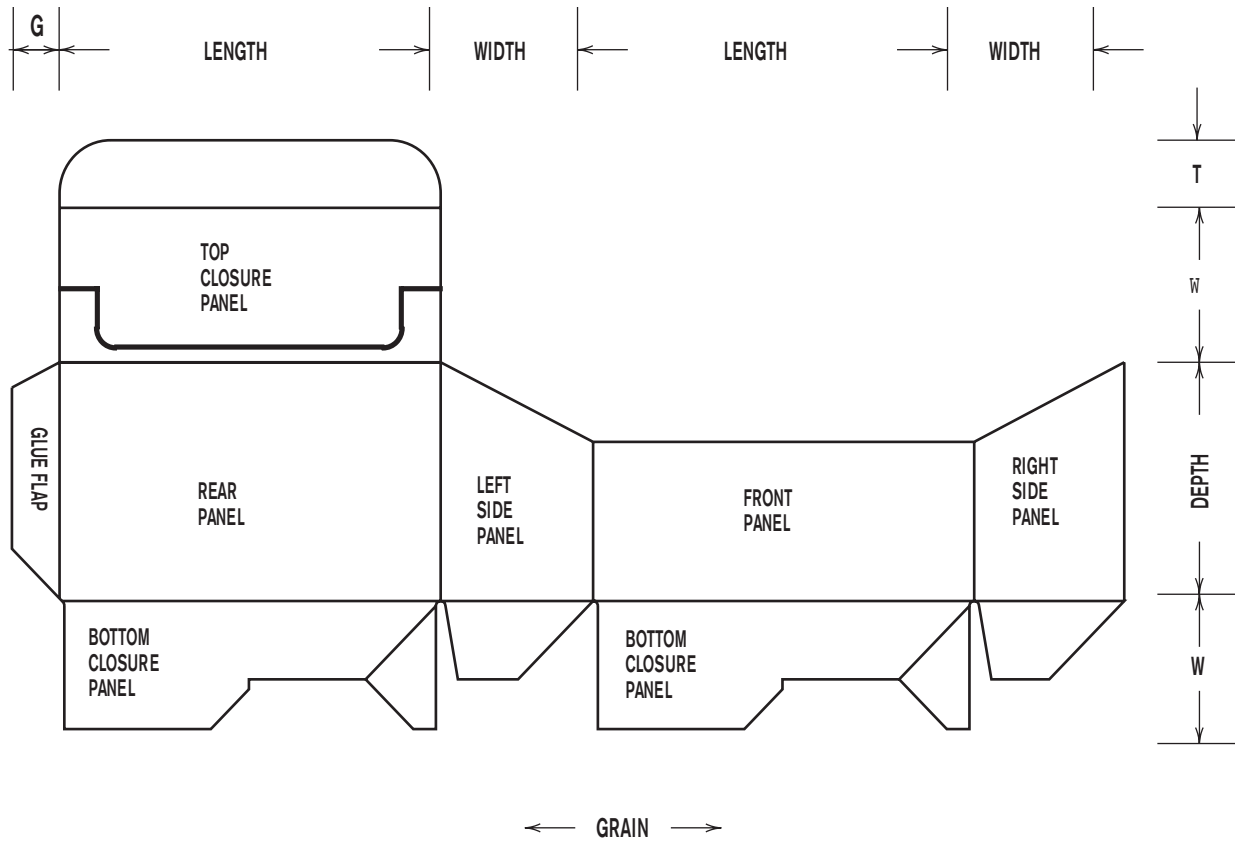 G
LENGTH
WIDTH
LENGTH
WIDTH
T
TOP
CLOSURE
PANEL
W
GLUE FLAP
REAR
PANEL
LEFT
SIDE
PANEL
FRONT
PANEL
RIGHT
SIDE
PANEL
DEPTH
BOTTOM
CLOSURE
PANEL
BOTTOM
CLOSURE
PANEL
W
GRAIN